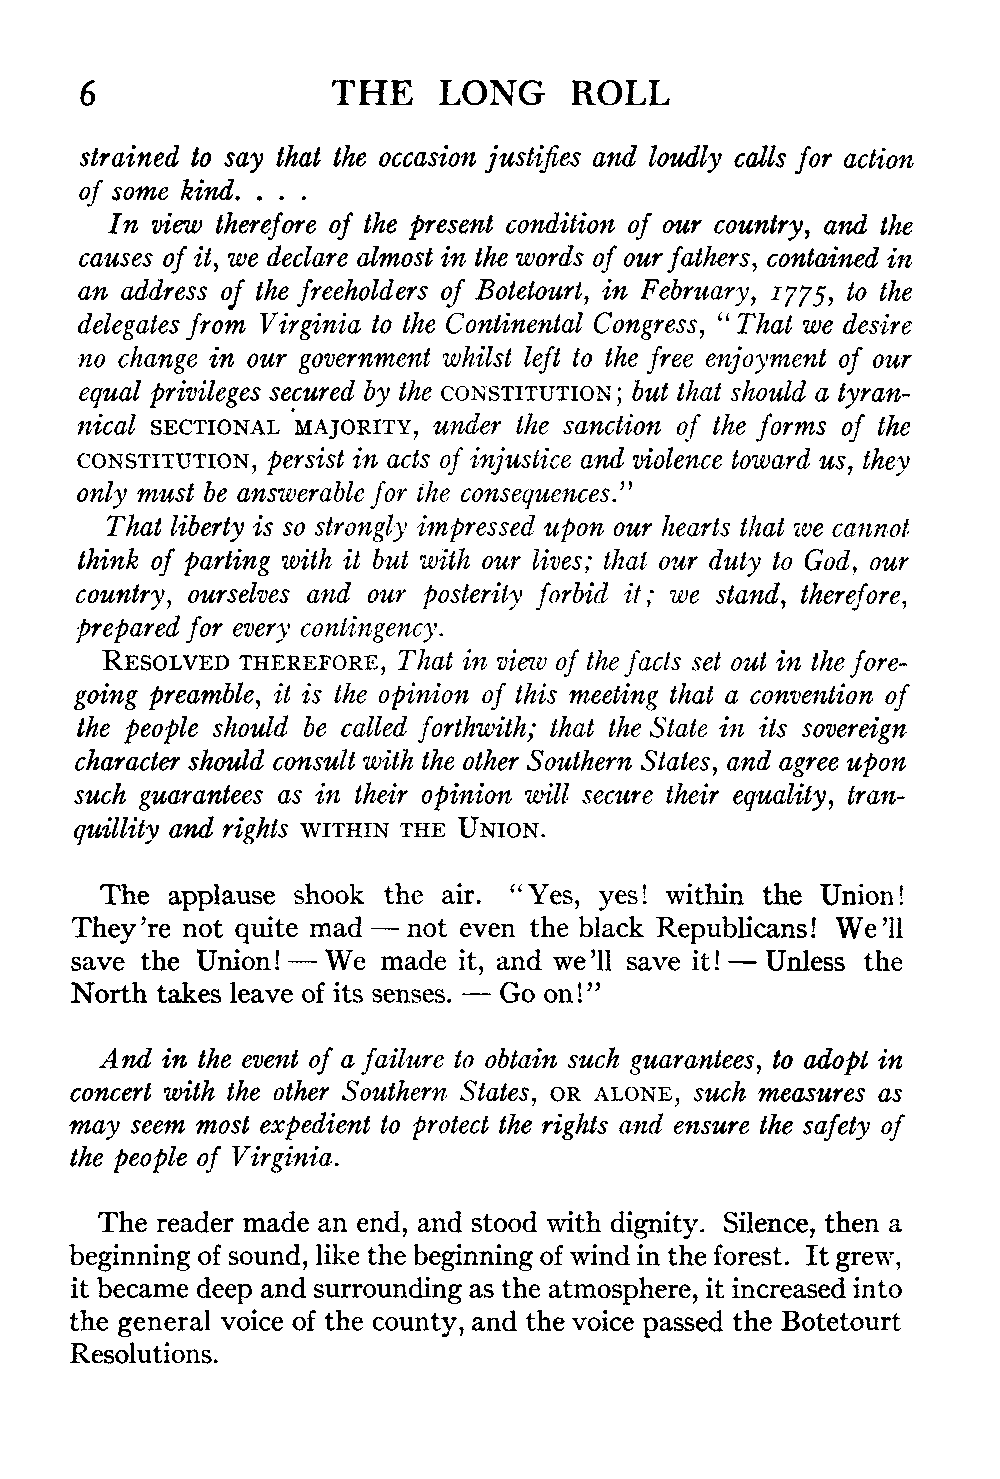 6 THE LONG ROLL
strained to say that the occasion justifies and loudly calls for action
of some kind. . . .
In view therefore of the present condition of our country, and the
causes of it, we declare almost in the words of our fathers, contained in
an address of the freeholders of Botetourt, in February, 1775, to the
delegates from Virginia to the Continental Congress, “That we desire
no change in our government whilst left to the free enjoyment of our
equal privileges secured by the CONSTITUTION; but that should a tyran-
nical SECTIONAL MAJORITY, under the sanction of the forms of the
CONSTITUTION, persist in acts of injustice and violence toward us, they
only must be answerable for the consequences.”
That liberty is so strongly impressed upon our hearts that we cannot
think of parting with it but with our lives; that our duty to God, our
country, ourselves and our posterity forbid it; we stand, therefore,
prepared for every contingency.
RESOLVED THEREFORE, That in view of the facts set out in the fore-
going preamble, it is the opinion of this meeting that a convention of
the people should be called forthwith; that the State in its sovereign
character should consult with the other Southern States, and agree upon
such guarantees as in their opinion will secure their equality, tran-
quillity and rights WITHIN THE UNION.
The applause shook the air. “Yes, yes! within the Union!
They're not quite mad — not even the black Republicans! We'll
save the Union! — We made it, and we'll save it! — Unless the
North takes leave of its senses. — Go on!”
And in the event of a failure to obtain such guarantees, to adopt in
concert with the other Southern States, OR ALONE, such measures as
may seem most expedient to protect the rights and ensure the safety of
the people of Virginia.
The reader made an end, and stood with dignity. Silence, then a
beginning of sound, like the beginning of wind in the forest. It grew,
it became deep and surrounding as the atmosphere, it increased into
the general voice of the county, and the voice passed the Botetourt
Resolutions.